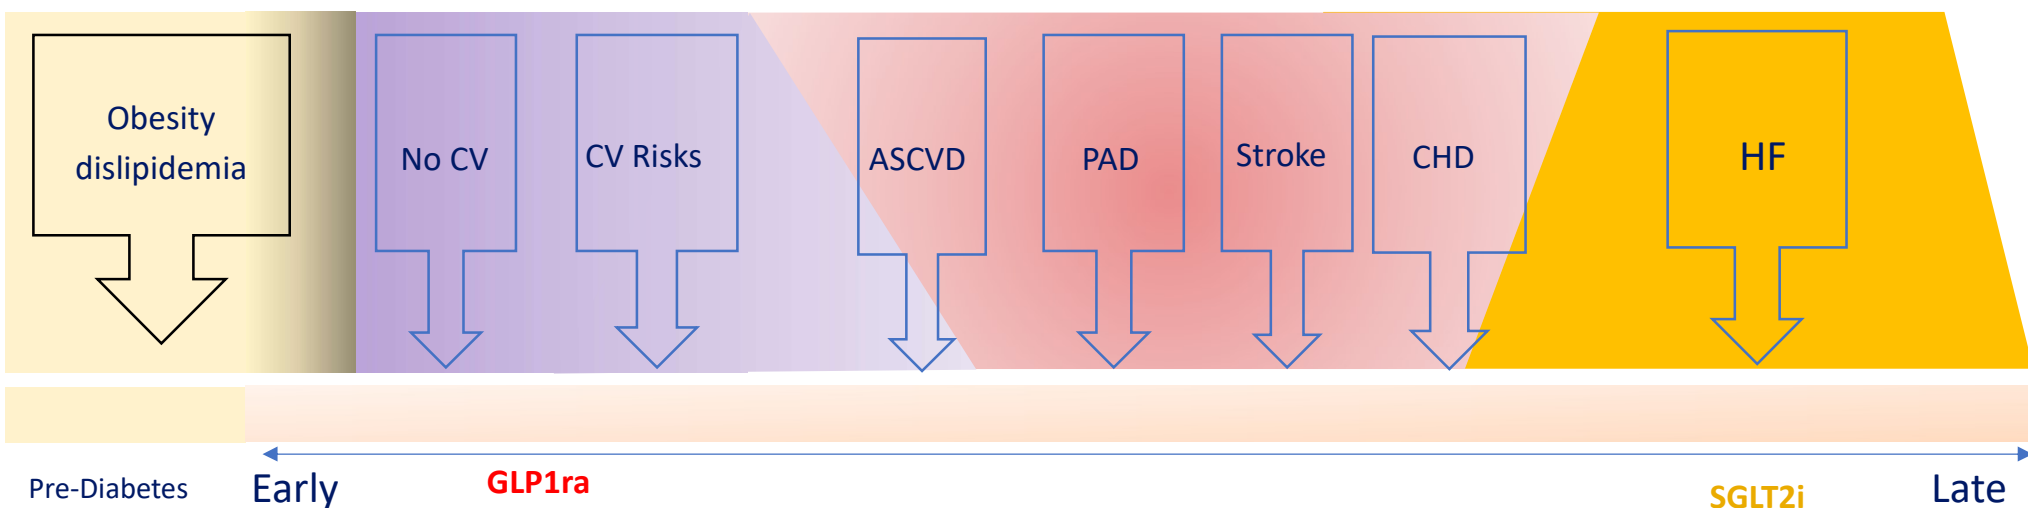 Obesity
dislipidemia
No CV
CV Risks
ASCVD
PAD
Stroke
CHD
HF
Pre-Diabetes
Early
GLP1ra
SGLT2i
Late